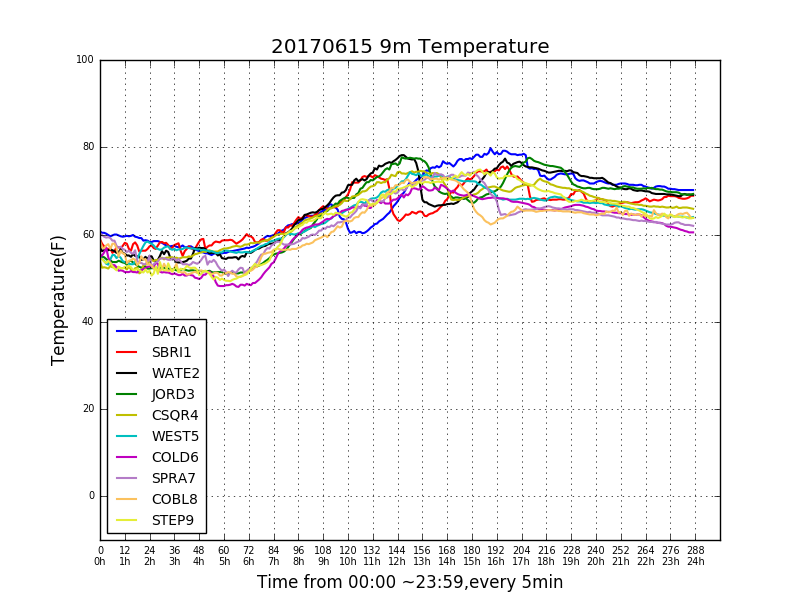 20170615 9m Temperature
Temperature(F)
100
80
60
40
20
0
BATA0
SBRI1
WATE2
JORD3
CSQR4
WEST5
COLD6
SPRA7
COBL8
STEP9
0 12 24 36 48 60 72 84 96 108 120 132 144 156 168 180 192 204 216 228 240 252 264 276 288
0h 1h 2h 3h 4h 5h 6h 7h 8h 9h 10h 11h 12h 13h 14h 15h 16h 17h 18h 19h 20h 21h 22h 23h 24h
Time from 00:00 ~23:59,every 5min